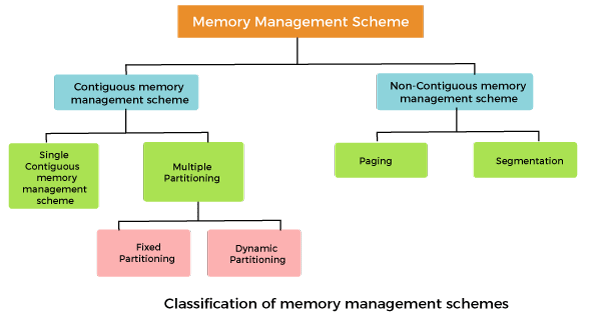 Memory Management Scheme
Contiguous memory
management scheme
Non-Contiguous memory
management scheme
Single
Contiguous
memory
management
scheme
Multiple
Partitioning
Paging
Segmentation
Fixed
Partitioning
Dynamic
Partitioning
Classification of memory management schemes